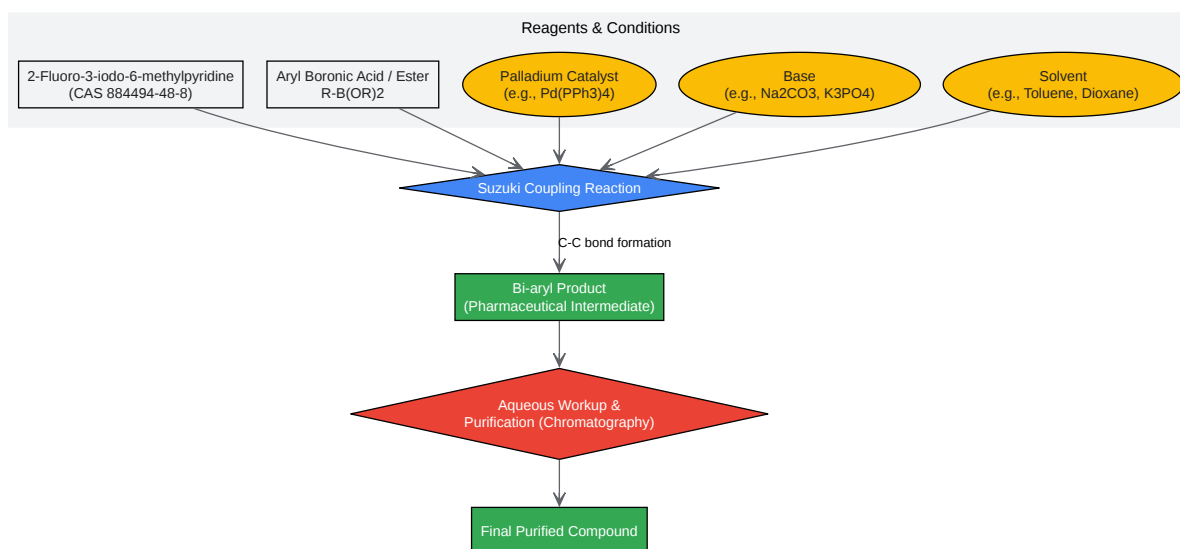 Reagents & Conditions
2-Fluoro-3-iodo-6-methylpyridine
(CAS 884494-48-8)
Aryl Boronic Acid / Ester
R-B(OR)2
Palladium Catalyst
(e.g., Pd(PPh3)4)
Base
(e.g., Na2CO3, K3PO4)
Solvent
(e.g., Toluene, Dioxane)
Suzuki Coupling Reaction
C-C bond formation
Bi-aryl Product
(Pharmaceutical Intermediate)
Aqueous Workup &
Purification (Chromatography)
Final Purified Compound